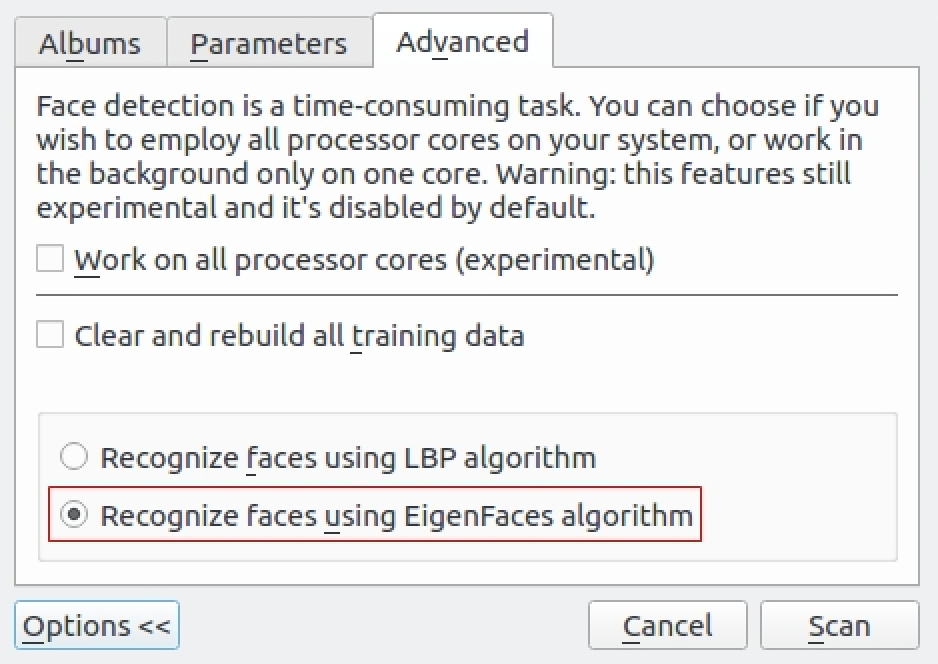 Albums Parameters Advanced
Face detection is a time-consuming task. You can choose if you
wish to employ all processor cores on your system, or work in
the background only on one core. Warning: this features still
experimental and it's disabled by default.
Work on all processor cores (experimental)
Clear and rebuild all training data
Recognize faces using LBP algorithm
Recognize faces using EigenFaces algorithm
Options << Cancel Scan